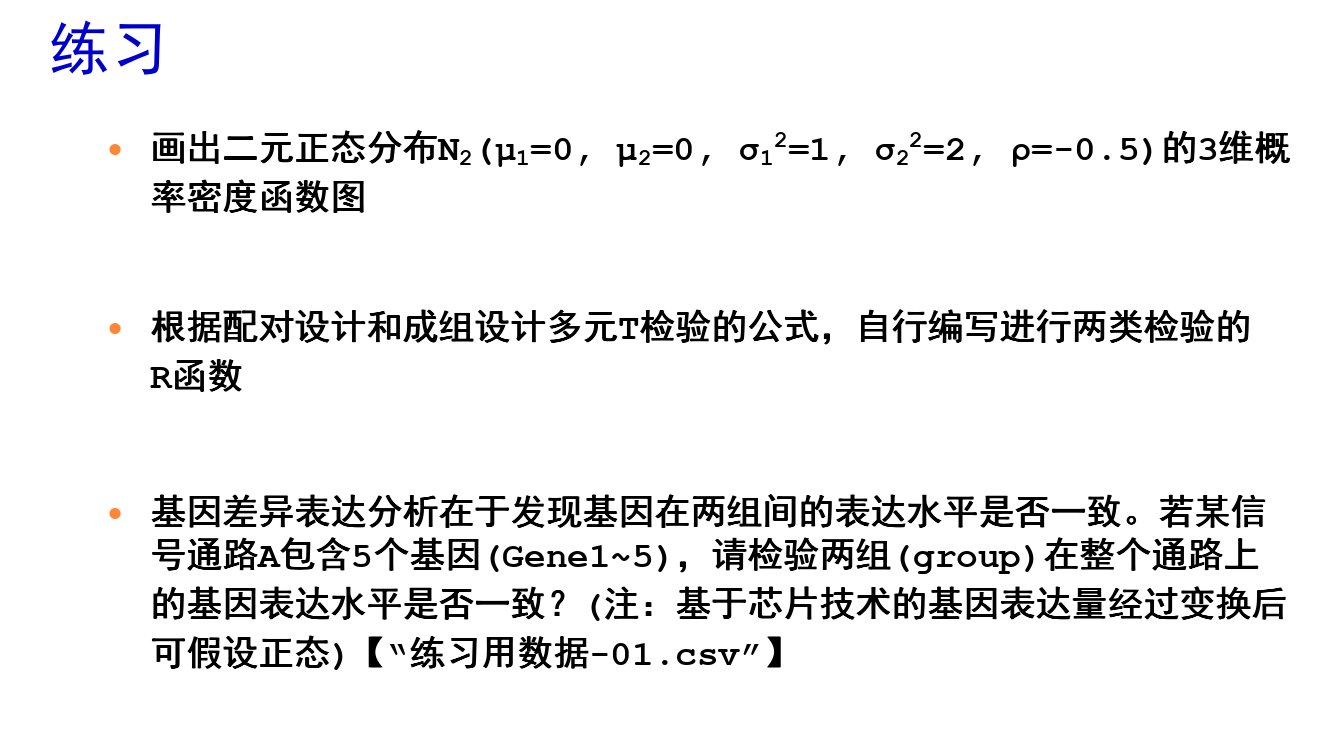 练习
• 画出二元正态分布N₂(μ₁=0, μ₂=0, σ₁²=1, σ₂²=2, ρ=-0.5)的3维概
率密度函数图
• 根据配对设计和成组设计多元T检验的公式，自行编写进行两类检验的
R函数
• 基因差异表达分析在于发现基因在两组间的表达水平是否一致。若某信
号通路A包含5个基因(Gene1~5)，请检验两组(group)在整个通路上
的基因表达水平是否一致？(注：基于芯片技术的基因表达量经过变换后
可假设正态)【“练习用数据-01.csv”】